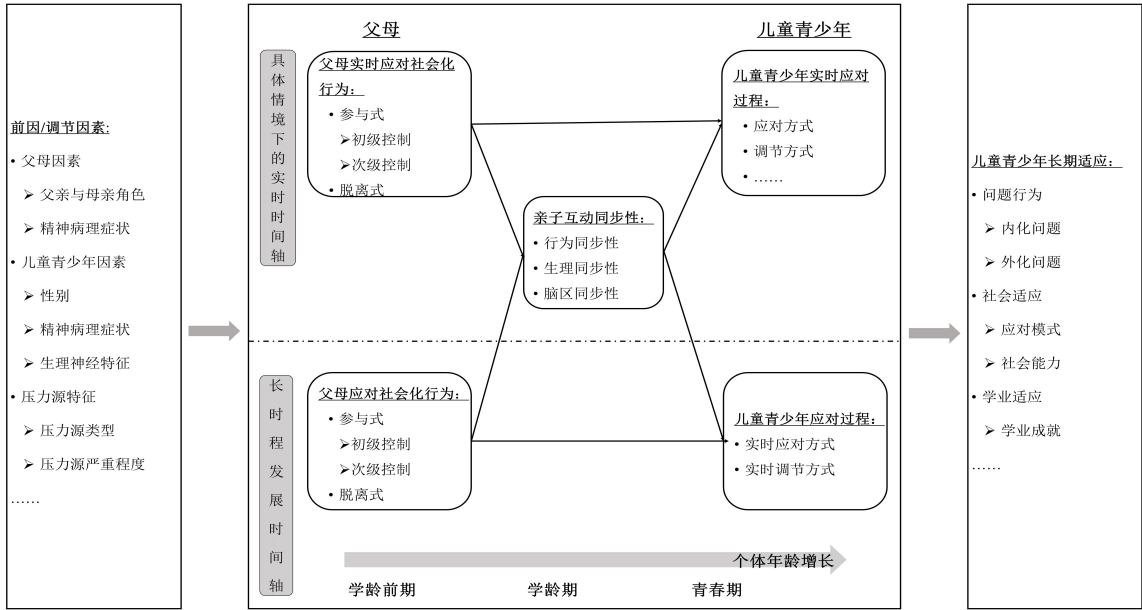 前因/调节因素:
• 父母因素
➢ 父亲与母亲角色
➢ 精神病理症状
• 儿童青少年因素
➢ 性别
➢ 精神病理症状
➢ 生理神经特征
• 压力源特征
➢ 压力源类型
➢ 压力源严重程度
……
父母
儿童青少年
具体情境下的实时时间轴
父母实时应对社会化
行为：
• 参与式
➢初级控制
➢次级控制
• 脱离式
亲子互动同步性：
• 行为同步性
• 生理同步性
• 脑区同步性
儿童青少年实时应对
过程：
• 应对方式
• 调节方式
• ……
长时程发展时间轴
父母应对社会化行为：
• 参与式
➢初级控制
➢次级控制
• 脱离式
儿童青少年应对过程：
• 实时应对方式
• 实时调节方式
个体年龄增长
学龄前期
学龄期
青春期
儿童青少年长期适应：
• 问题行为
➢ 内化问题
➢ 外化问题
• 社会适应
➢ 应对模式
➢ 社会能力
• 学业适应
➢ 学业成就
……